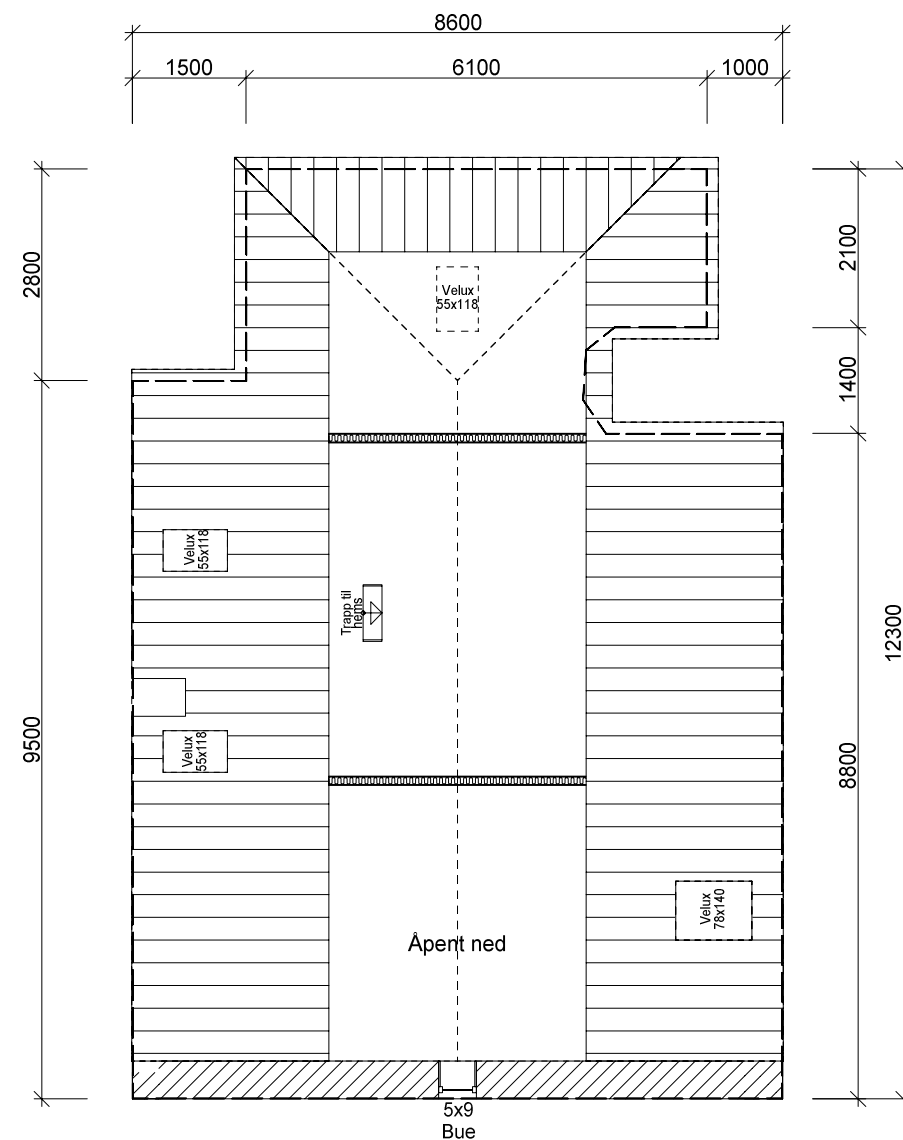 8600
1500
6100
1000
2800
2100
Velux
55x118
1400
Velux
55x118
Trapp til
hems
12300
9500
Velux
55x118
8800
Velux
78x140
Åpent ned
5x9
Bue